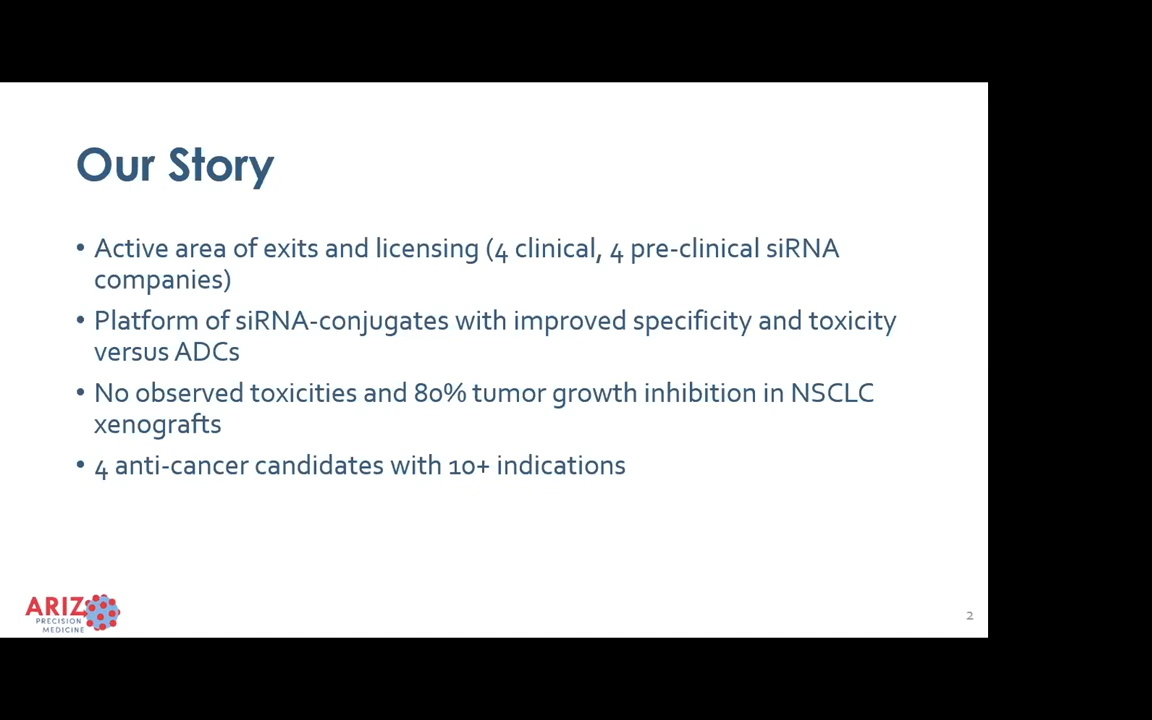 Our Story
• Active area of exits and licensing (4 clinical, 4 pre-clinical siRNA
companies)
• Platform of siRNA-conjugates with improved specificity and toxicity
versus ADCs
• No observed toxicities and 80% tumor growth inhibition in NSCLC
xenografts
• 4 anti-cancer candidates with 10+ indications
ARIZ
PRECISION
MEDICINE
2